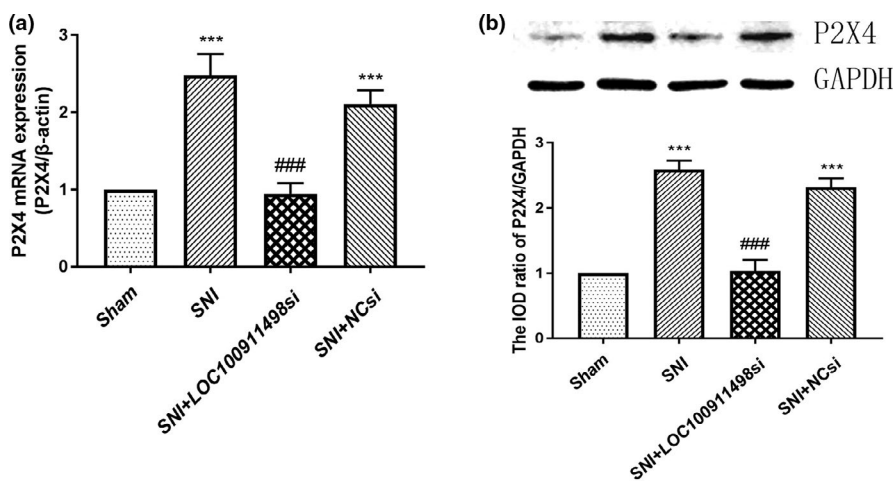 (a)
P2X4 mRNA expression
(P2X4/β-actin)
3
2
1
0
***
###
***
Sham
SNI
SNI+LOC100911498si
SNI+NCsi
(b)
P2X4
GAPDH
The IOD ratio of P2X4/GAPDH
3
2
1
0
***
###
***
Sham
SNI
SNI+LOC100911498si
SNI+NCsi